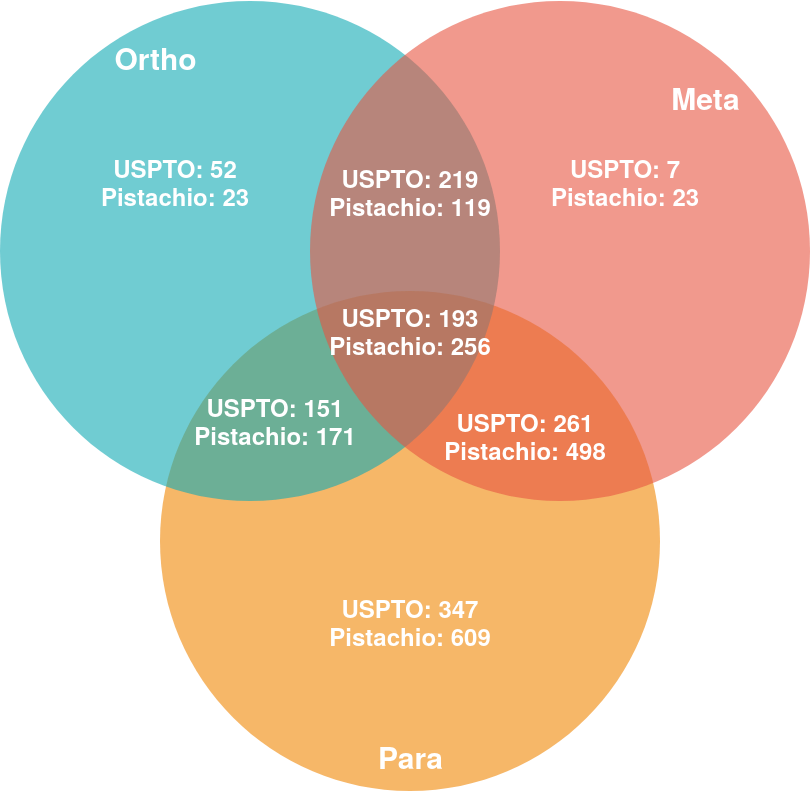 Ortho
Meta
USPTO: 52
Pistachio: 23
USPTO: 219
Pistachio: 119
USPTO: 7
Pistachio: 23
USPTO: 193
Pistachio: 256
USPTO: 151
Pistachio: 171
USPTO: 261
Pistachio: 498
USPTO: 347
Pistachio: 609
Para